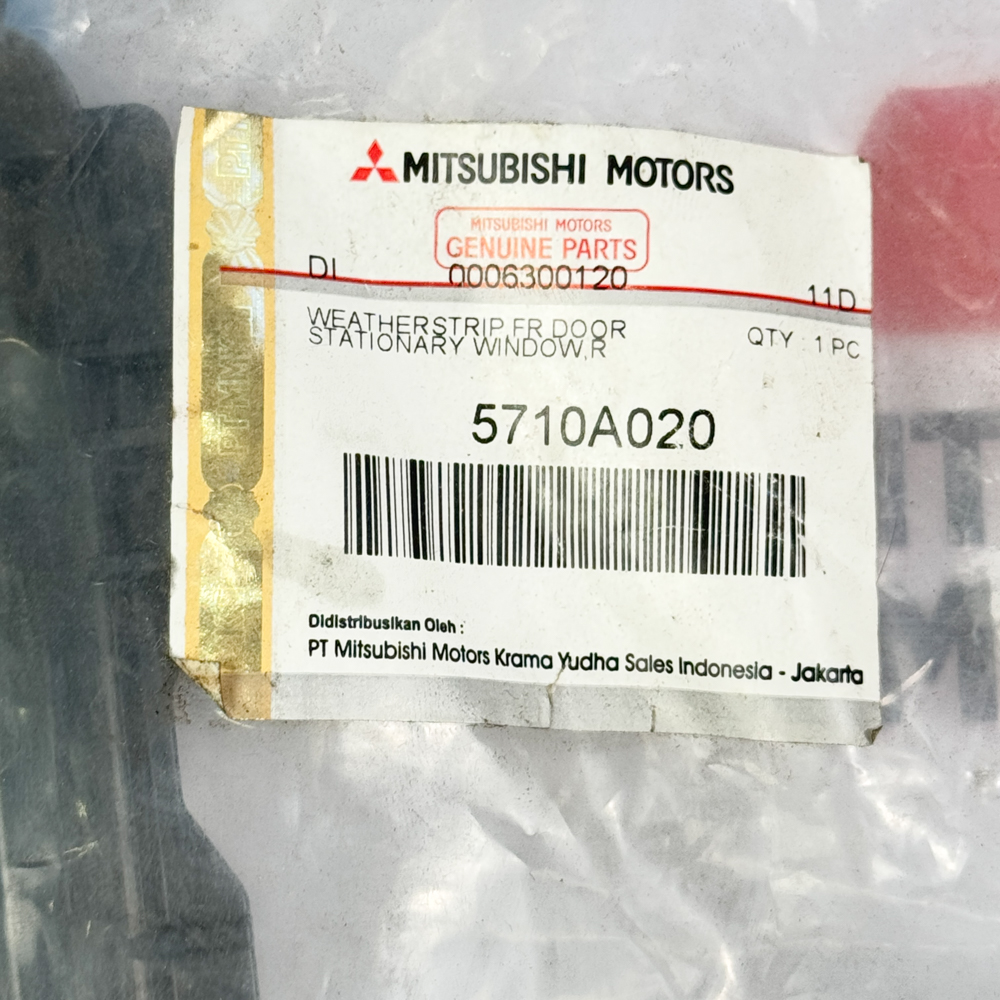 MITSUBISHI MOTORS
MITSUBISHI MOTORS
GENUINE PARTS
DI 0006300120 11D
WEATHERSTRIP,FR DOOR
STATIONARY WINDOW,R
QTY : 1 PC
5710A020
Didistribusikan Oleh :
PT Mitsubishi Motors Krama Yudha Sales Indonesia - Jakarta